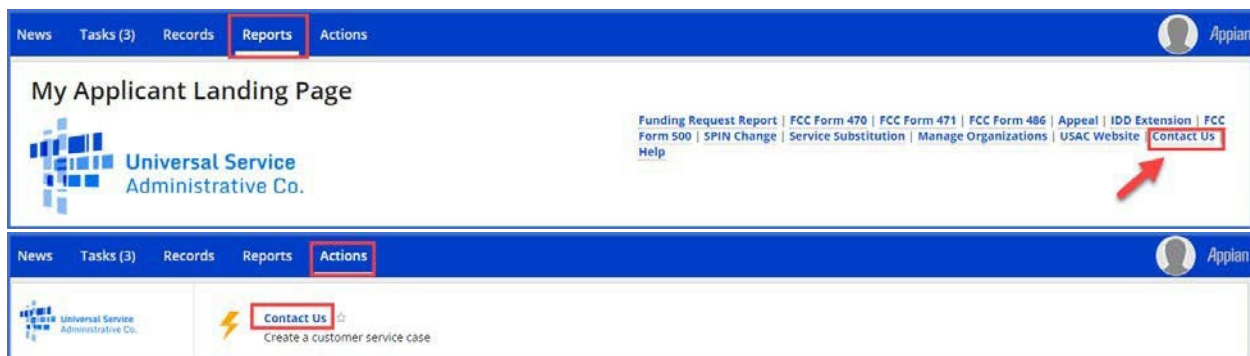 News Tasks (3) Records Reports Actions Appian
My Applicant Landing Page
Universal Service
Administrative Co.
Funding Request Report | FCC Form 470 | FCC Form 471 | FCC Form 486 | Appeal | IDD Extension | FCC
Form 500 | SPIN Change | Service Substitution | Manage Organizations | USAC Website | Contact Us |
Help
News Tasks (3) Records Reports Actions Appian
Universal Service
Administrative Co.
Contact Us
Create a customer service case